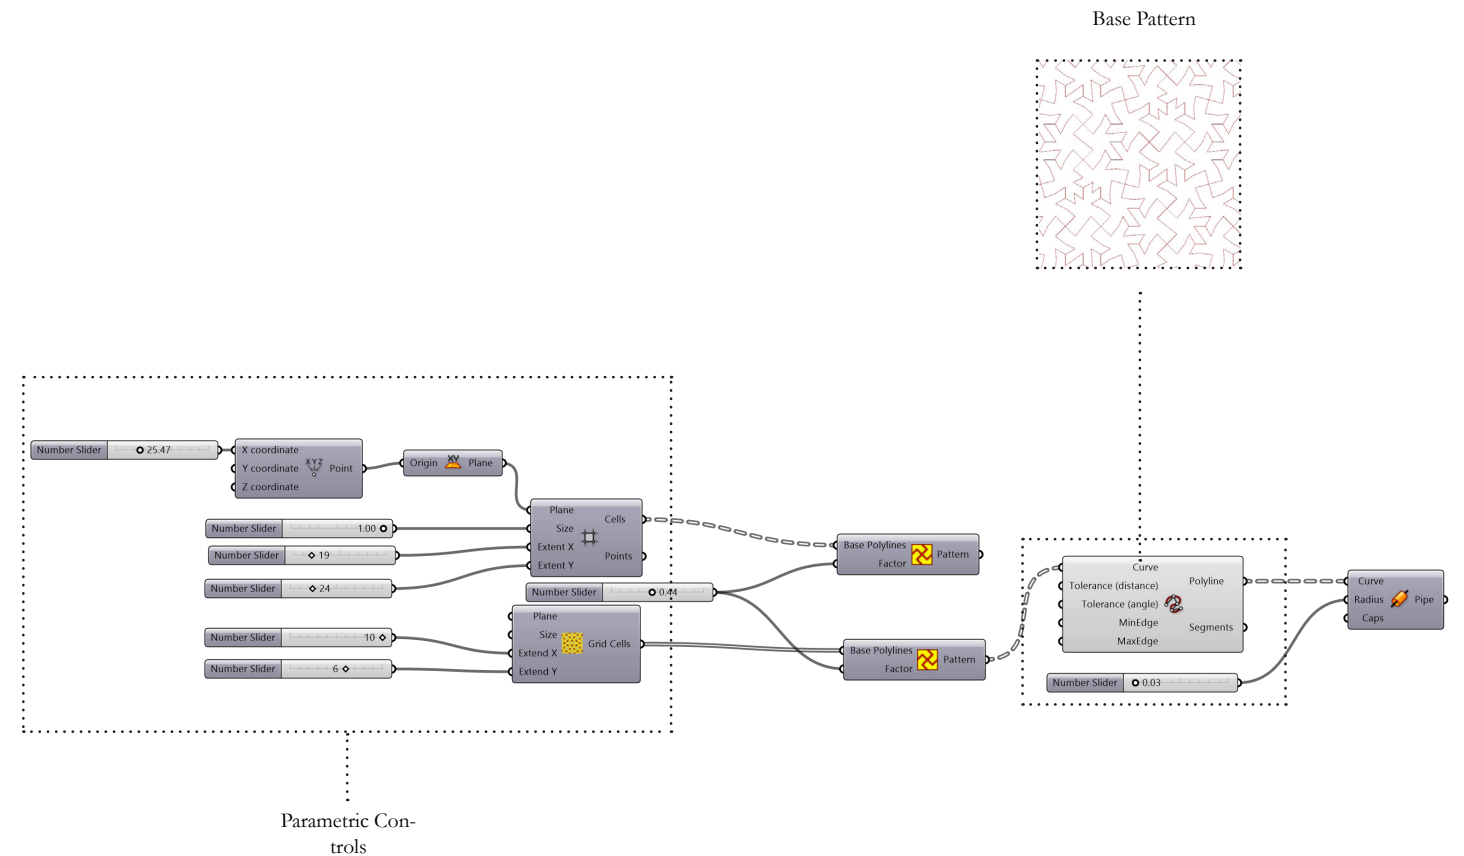 Base Pattern
Number Slider
25.47
X coordinate
Y coordinate
Z coordinate
XYZ
Point
Origin
XY
Plane
Number Slider
1.00
Number Slider
19
Number Slider
24
Plane
Size
Extent X
Extent Y
Cells
Points
Number Slider
0.44
Number Slider
10
Number Slider
6
Plane
Size
Extend X
Extend Y
Grid Cells
Base Polylines
Factor
Pattern
Base Polylines
Factor
Pattern
Curve
Tolerance (distance)
Tolerance (angle)
MinEdge
MaxEdge
Polyline
Segments
Number Slider
0.03
Curve
Radius
Caps
Pipe
Parametric Con-
trols